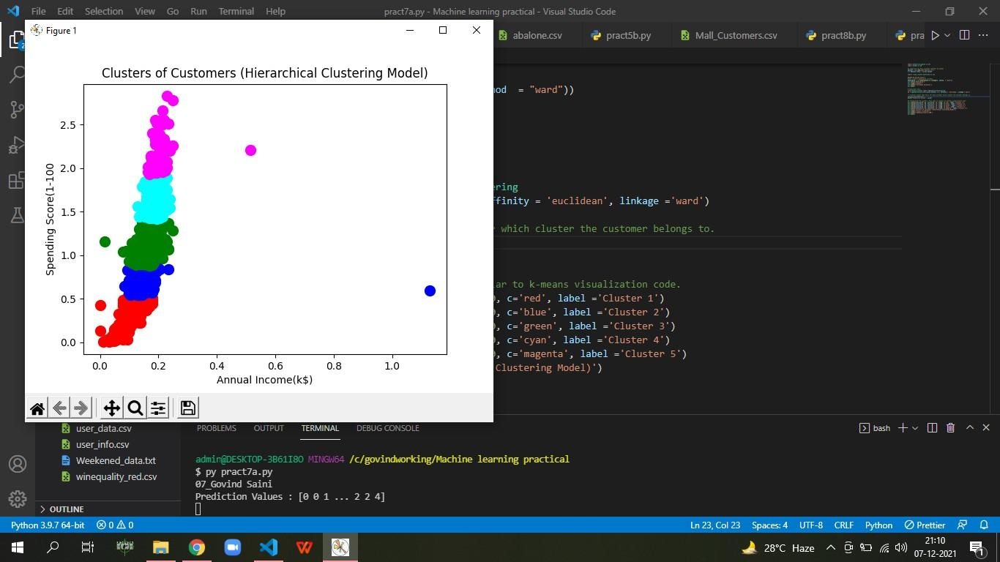 File Edit Selection View Go Run Terminal Help pract7a.py - Machine learning practical - Visual Studio Code
Figure 1
abalone.csv pract5b.py Mall_Customers.csv pract8b.py pra
Clusters of Customers (Hierarchical Clustering Model)
Spending Score(1-100
2.5
2.0
1.5
1.0
0.5
0.0
0.0 0.2 0.4 0.6 0.8 1.0
Annual Income(k$)
od = "ward"))
ring
ffinity = 'euclidean', linkage ='ward')
which cluster the customer belongs to.
ar to k-means visualization code.
, c='red', label ='Cluster 1')
, c='blue', label ='Cluster 2')
, c='green', label ='Cluster 3')
, c='cyan', label ='Cluster 4')
, c='magenta', label ='Cluster 5')
Clustering Model)')
user_data.csv
user_info.csv
Weekened_data.txt
winequality_red.csv
OUTLINE
PROBLEMS OUTPUT TERMINAL DEBUG CONSOLE
bash
admin@DESKTOP-3B61I8O MINGW64 /c/govindworking/Machine learning practical
$ py pract7a.py
07_Govind Saini
Prediction Values : [0 0 1 ... 2 2 4]
Python 3.9.7 64-bit 0 0 Ln 23, Col 23 Spaces: 4 UTF-8 CRLF Python Prettier
28°C Haze
21:10
07-12-2021
1